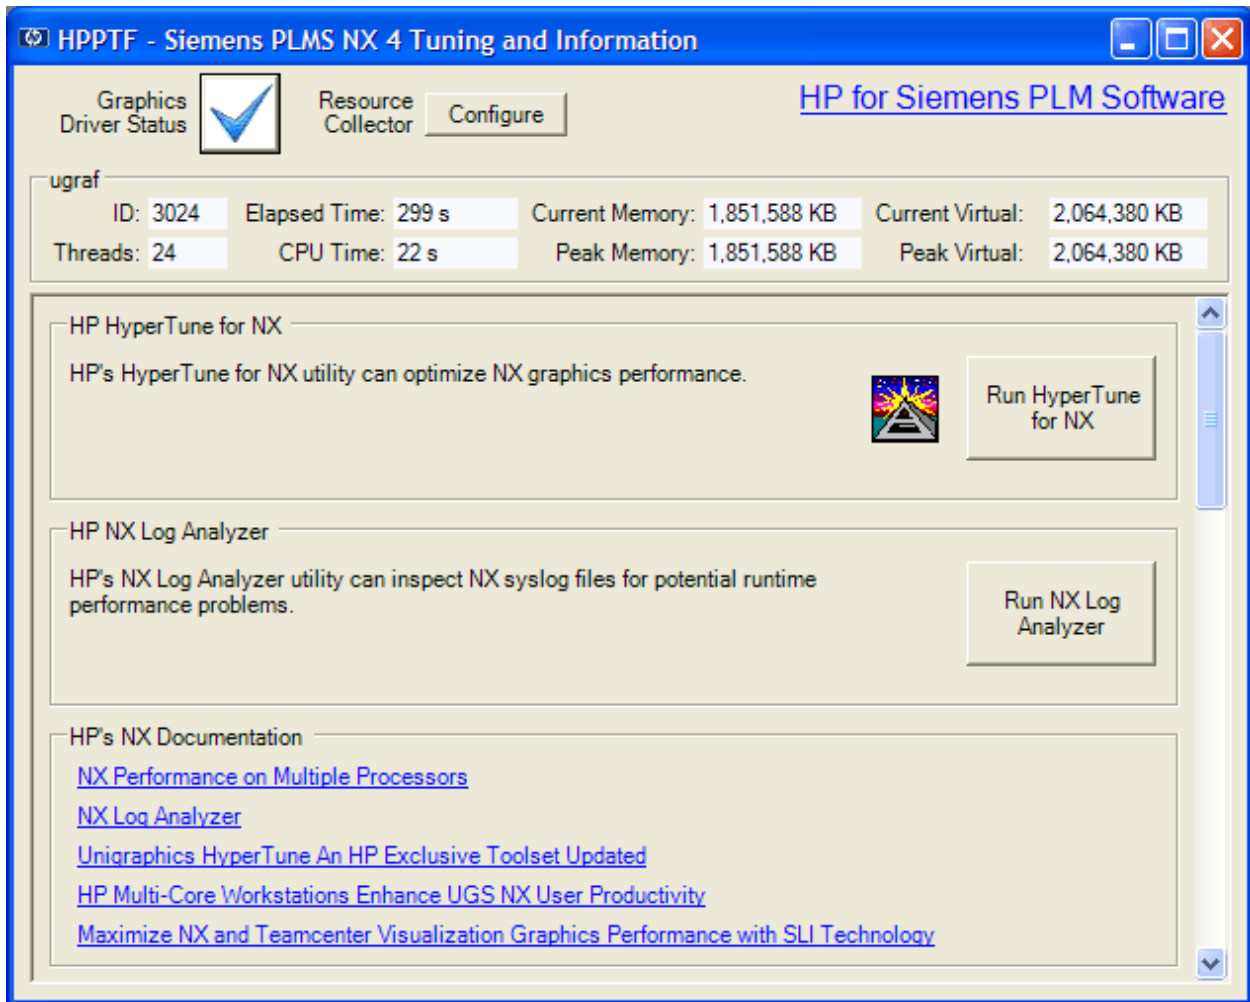 HPPTF - Siemens PLMS NX 4 Tuning and Information
Graphics
Driver Status
Resource
Collector
Configure
HP for Siemens PLM Software
ugraf
ID: 3024 Elapsed Time: 299 s Current Memory: 1,851,588 KB Current Virtual: 2,064,380 KB
Threads: 24 CPU Time: 22 s Peak Memory: 1,851,588 KB Peak Virtual: 2,064,380 KB
HP HyperTune for NX
HP's HyperTune for NX utility can optimize NX graphics performance.
Run HyperTune
for NX
HP NX Log Analyzer
HP's NX Log Analyzer utility can inspect NX syslog files for potential runtime
performance problems.
Run NX Log
Analyzer
HP's NX Documentation
NX Performance on Multiple Processors
NX Log Analyzer
Unigraphics HyperTune An HP Exclusive Toolset Updated
HP Multi-Core Workstations Enhance UGS NX User Productivity
Maximize NX and Teamcenter Visualization Graphics Performance with SLI Technology